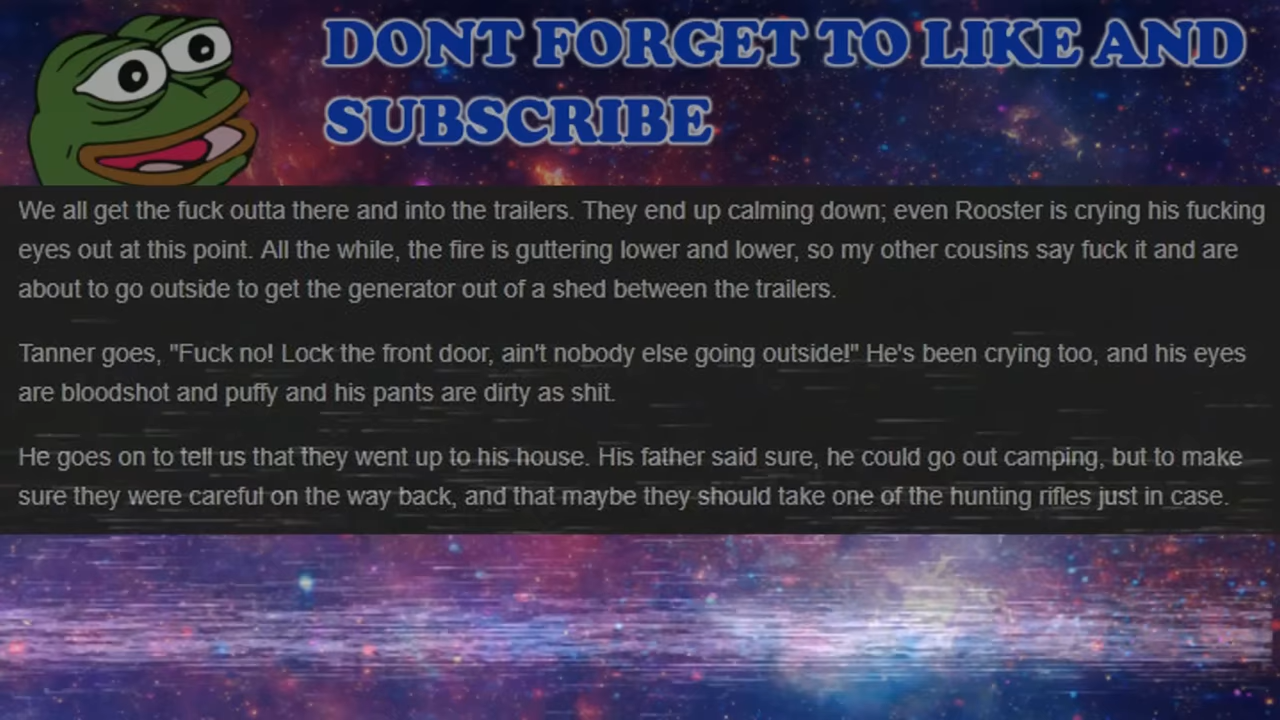 DONT FORGET TO LIKE AND
SUBSCRIBE
We all get the fuck outta there and into the trailers. They end up calming down; even Rooster is crying his fucking
eyes out at this point. All the while, the fire is guttering lower and lower, so my other cousins say fuck it and are
about to go outside to get the generator out of a shed between the trailers.
Tanner goes, "Fuck no! Lock the front door, ain't nobody else going outside!" He's been crying too, and his eyes
are bloodshot and puffy and his pants are dirty as shit.
He goes on to tell us that they went up to his house. His father said sure, he could go out camping, but to make
sure they were careful on the way back, and that maybe they should take one of the hunting rifles just in case.